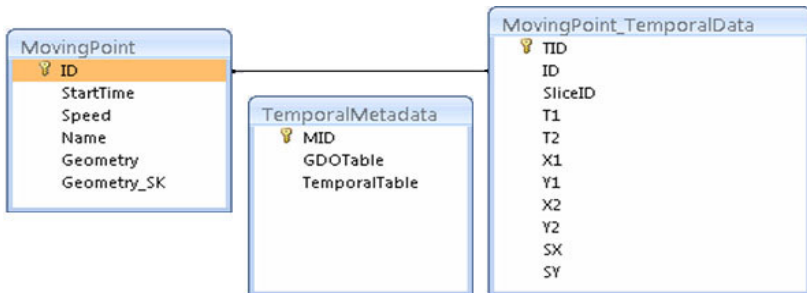 MovingPoint
ID
StartTime
Speed
Name
Geometry
Geometry_SK
TemporalMetadata
MID
GDOTable
TemporalTable
MovingPoint_TemporalData
TID
ID
SliceID
T1
T2
X1
Y1
X2
Y2
SX
SY